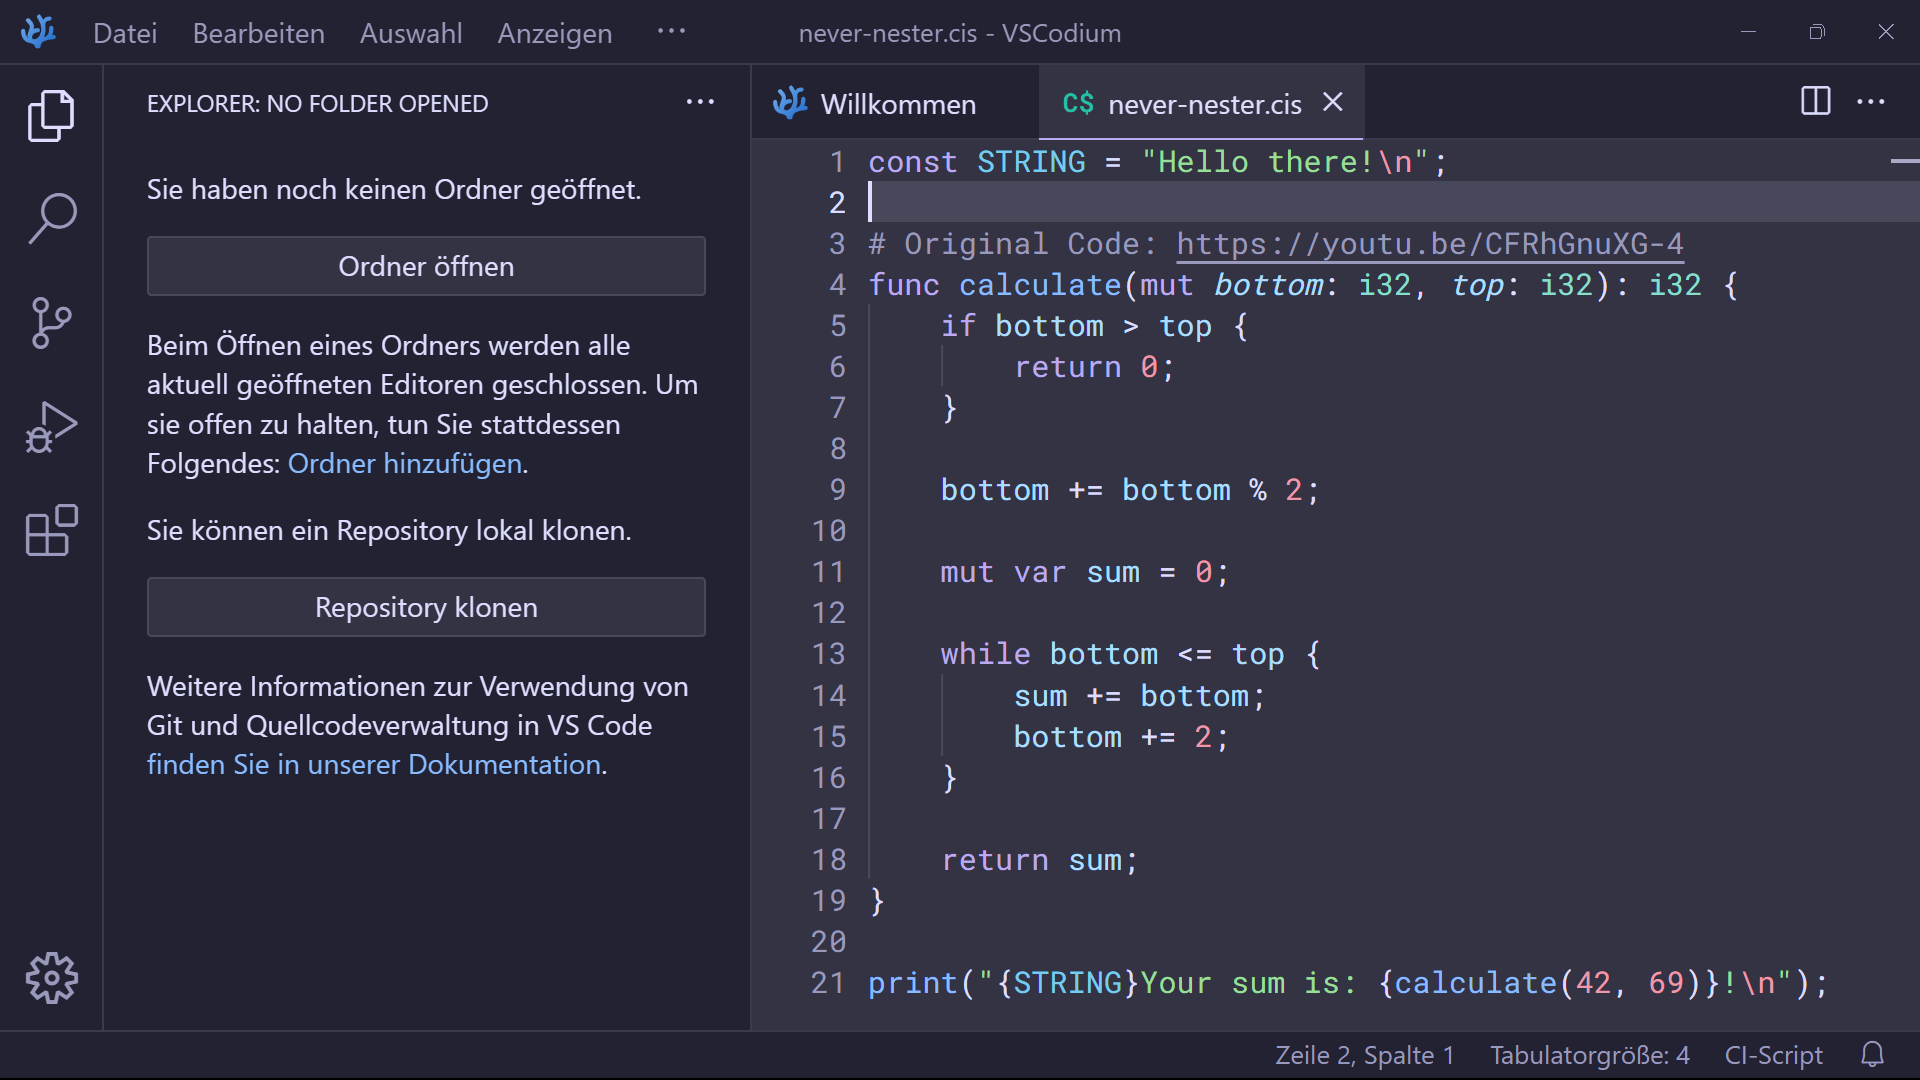 Datei Bearbeiten Auswahl Anzeigen ··· never-nester.cis - VSCodium
EXPLORER: NO FOLDER OPENED ···
Sie haben noch keinen Ordner geöffnet.
Ordner öffnen
Beim Öffnen eines Ordners werden alle
aktuell geöffneten Editoren geschlossen. Um
sie offen zu halten, tun Sie stattdessen
Folgendes: Ordner hinzufügen.
Sie können ein Repository lokal klonen.
Repository klonen
Weitere Informationen zur Verwendung von
Git und Quellcodeverwaltung in VS Code
finden Sie in unserer Dokumentation.
Willkommen C$ never-nester.cis ···
1 const STRING = "Hello there!\n";
2
3 # Original Code: https://youtu.be/CFRhGnuXG-4
4 func calculate(mut bottom: i32, top: i32): i32 {
5     if bottom > top {
6         return 0;
7     }
8
9     bottom += bottom % 2;
10
11     mut var sum = 0;
12
13     while bottom <= top {
14         sum += bottom;
15         bottom += 2;
16     }
17
18     return sum;
19 }
20
21 print("{STRING}Your sum is: {calculate(42, 69)}!\n");
Zeile 2, Spalte 1 Tabulatorgröße: 4 CI-Script